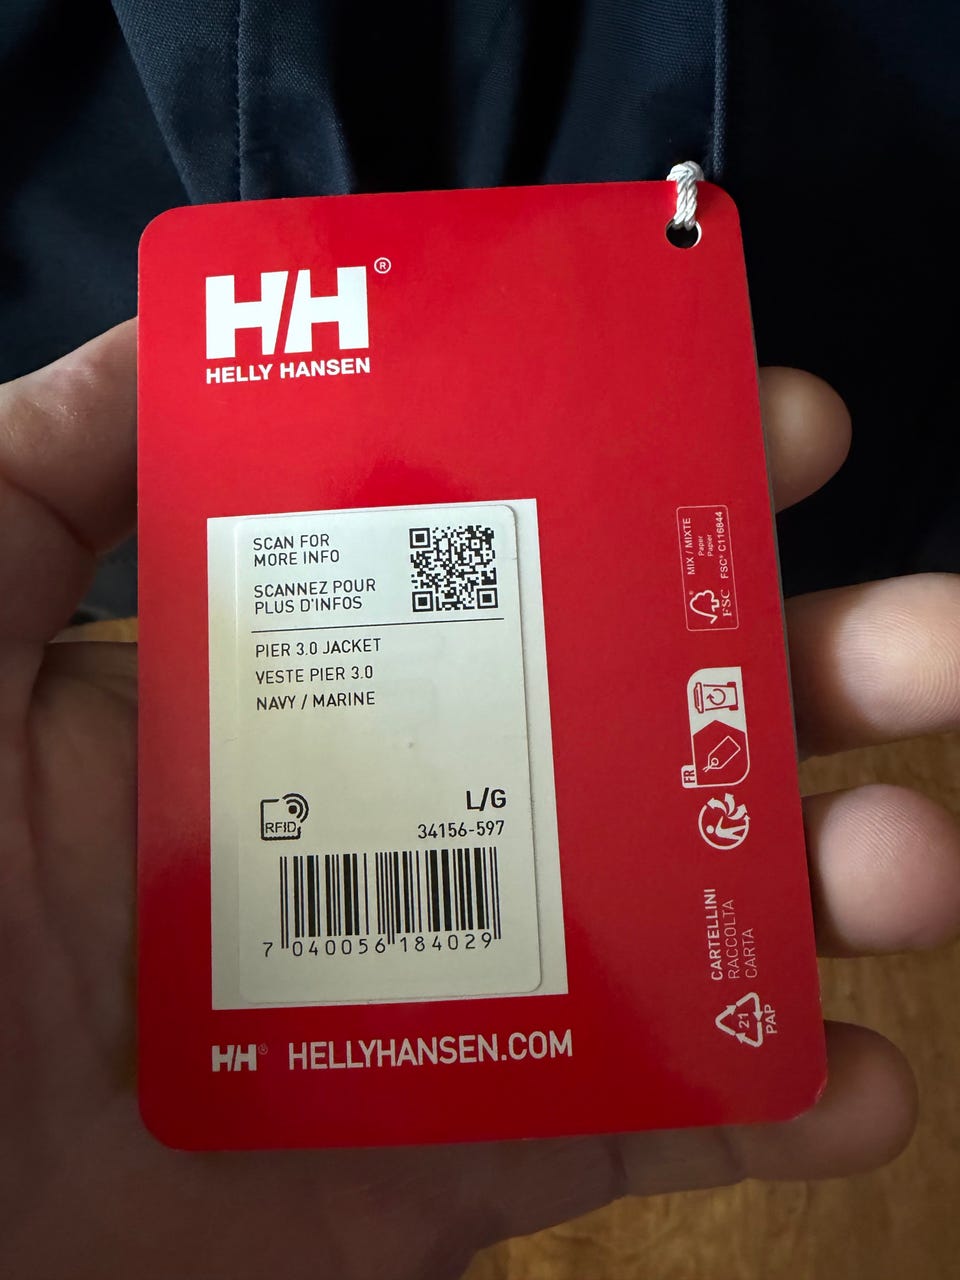 HH®
HELLY HANSEN
SCAN FOR
MORE INFO
SCANNEZ POUR
PLUS D'INFOS
PIER 3.0 JACKET
VESTE PIER 3.0
NAVY / MARINE
RFID
L/G
34156-597
7 040056 184029
HH® HELLYHANSEN.COM
MIX / MIXTE
Paper
Papier
FSC® C116844
FSC
FR
CARTELLINI
RACCOLTA
CARTA
21
PAP